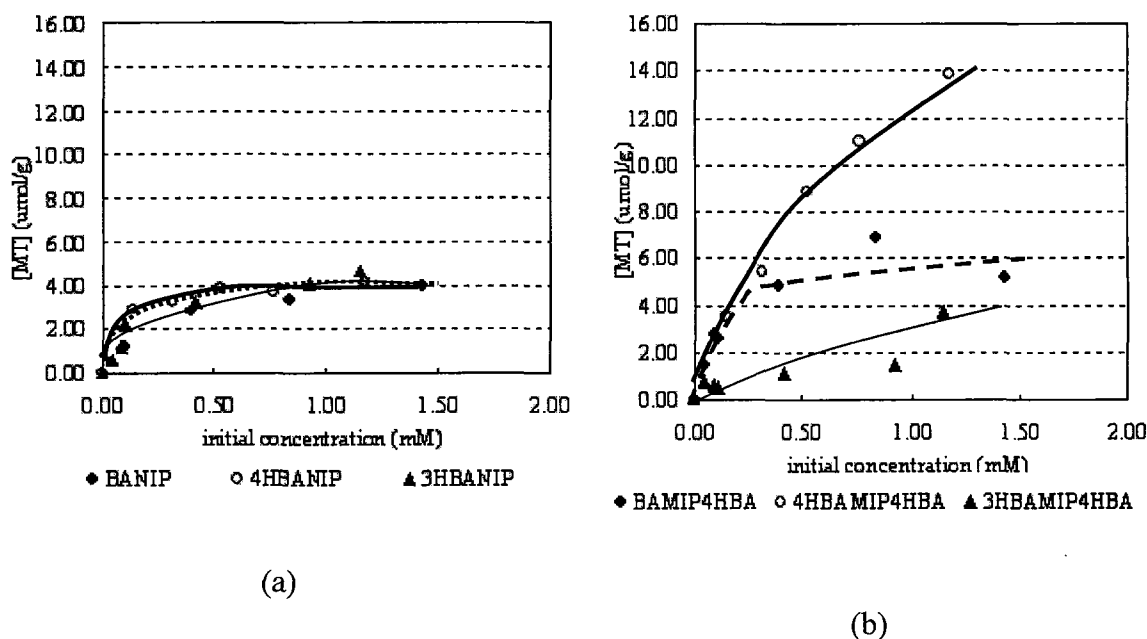 16.00
14.00
12.00
10.00
8.00
6.00
4.00
2.00
0.00
[MT] (umol/g)
0.00 0.50 1.00 1.50 2.00
initial concentration (mM)
BANIP 4HBANIP 3HBANIP
(a)
16.00
14.00
12.00
10.00
8.00
6.00
4.00
2.00
0.00
[MT] (umol/g)
0.00 0.50 1.00 1.50 2.00
initial concentration (mM)
BAMIP4HBA 4HBAMIP4HBA 3HBAMIP4HBA
(b)